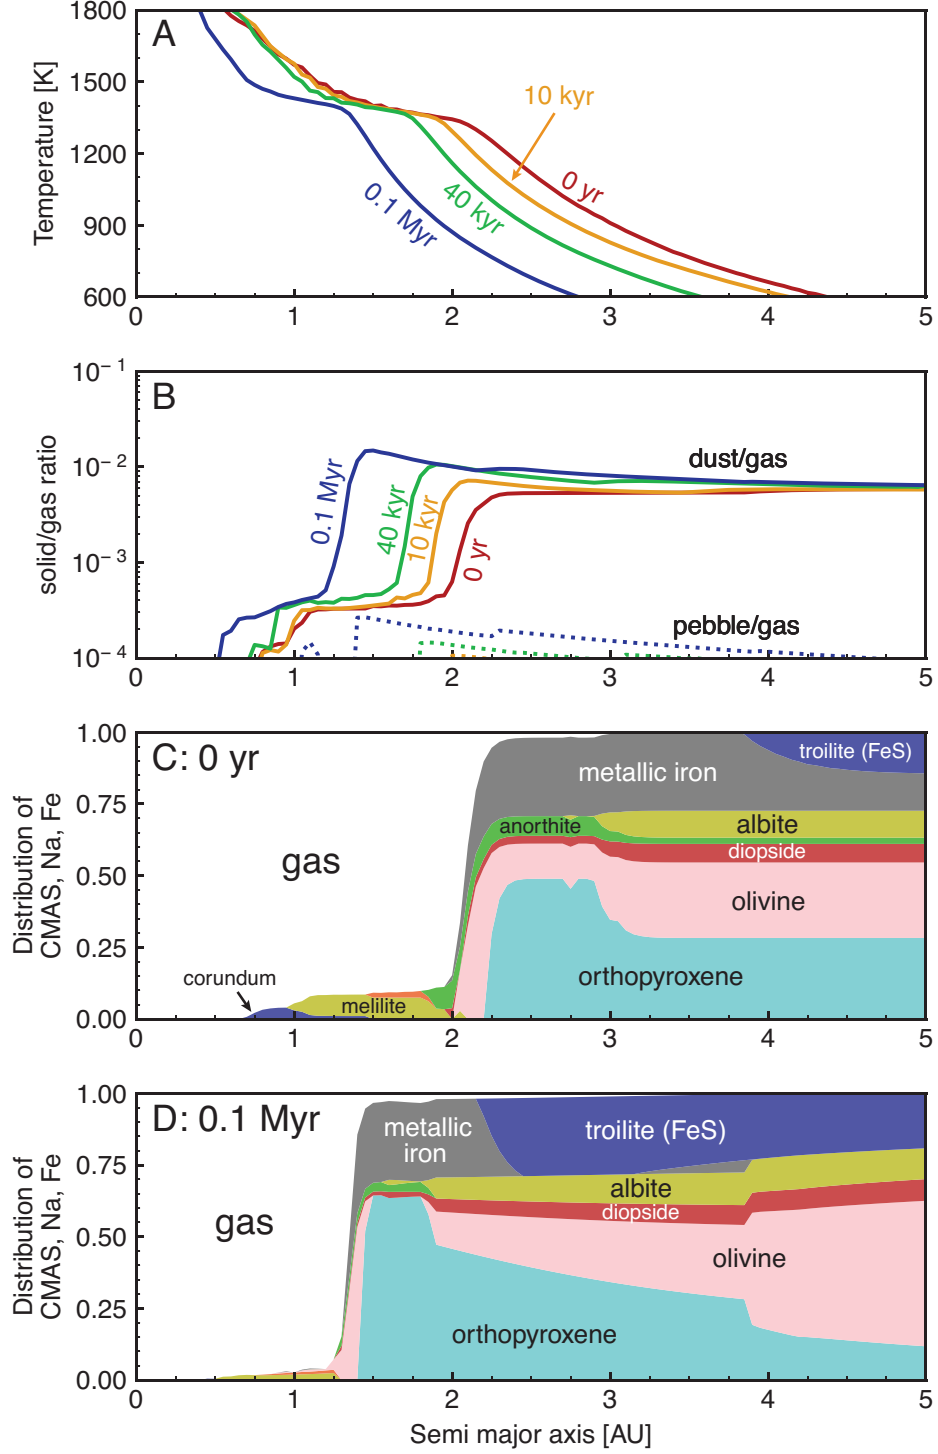 A
Temperature [K]
1800
1500
1200
900
600
10 kyr
0 yr
40 kyr
0.1 Myr
0
1
2
3
4
5
B
solid/gas ratio
10−1
10−2
10−3
10−4
dust/gas
0.1 Myr
40 kyr
10 kyr
0 yr
pebble/gas
0
1
2
3
4
5
C: 0 yr
Distribution of
CMAS, Na, Fe
1.00
0.75
0.50
0.25
0.00
troilite (FeS)
metallic iron
anorthite
albite
diopside
gas
olivine
corundum
melilite
orthopyroxene
0
1
2
3
4
5
D: 0.1 Myr
Distribution of
CMAS, Na, Fe
1.00
0.75
0.50
0.25
0.00
metallic
iron
troilite (FeS)
albite
diopside
gas
olivine
orthopyroxene
0
1
2
3
4
5
Semi major axis [AU]